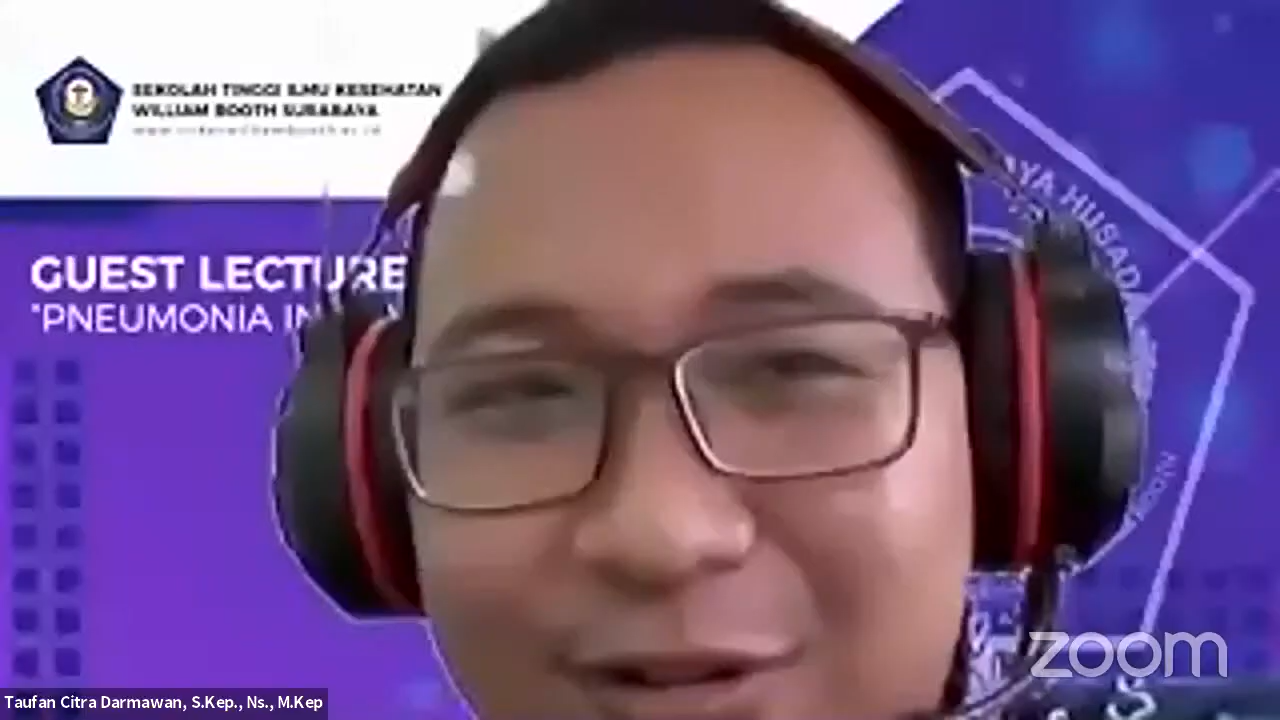 SEKOLAH TINGGI ILMU KESEHATAN
WILLIAM BOOTH SURABAYA
GUEST LECTURE
"PNEUMONIA IN
AYA HUSADA
zoom
Taufan Citra Darmawan, S.Kep., Ns., M.Kep